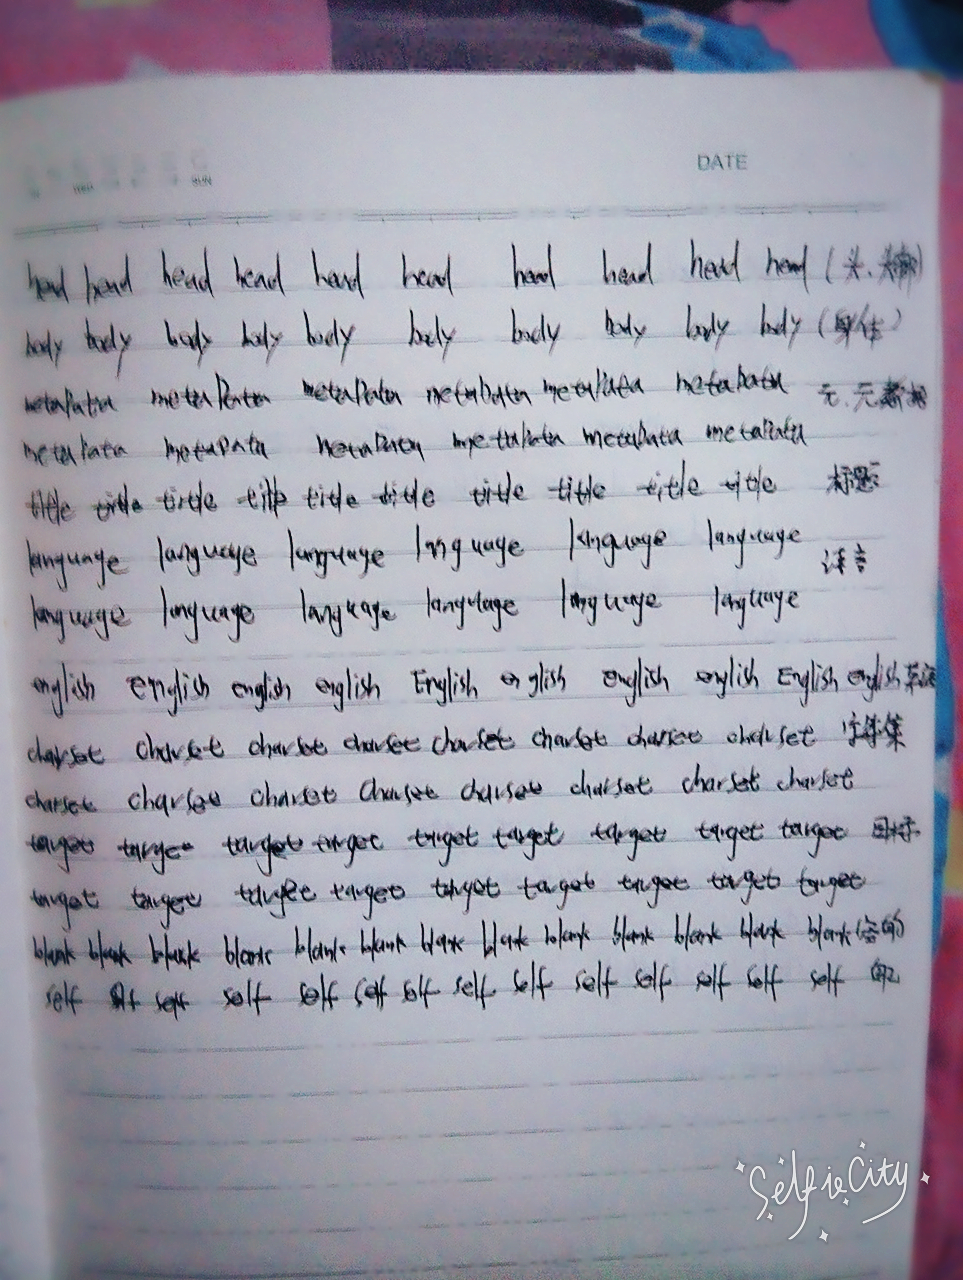 SUN
DATE
head head head head head head head head head head (头、头部)
body body body body body body body body body body (身体)
metaData metaData metaData metaData metaData metaData 元、元数据
metaData metaData metaData metaData metaData metaData
title title title title title title title title title title 标题
language language language language language language
语言
language language language language language language
english english english english English english english english English english 英语
charset charset charset charset charset charset charset charset 字符集
charset charset charset charset charset charset charset charset
target target target target target target target target target 目标
target target target target target target target target target
blank blank blank blank blank blank blank blank blank blank blank blank blank (空的)
self self self self self self self self self self self self self 自己
SelfieCity